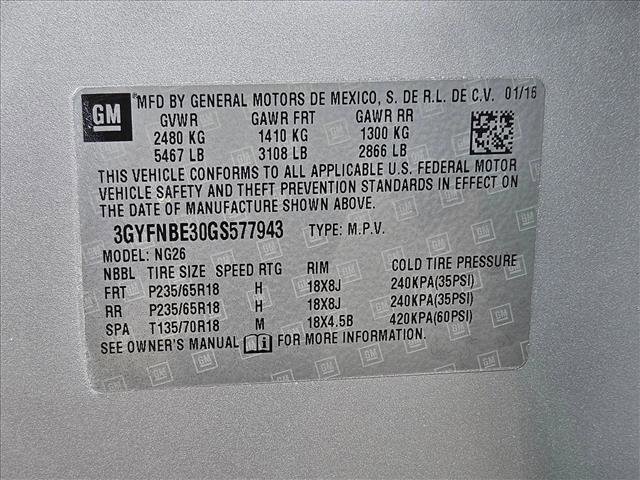 GM MFD BY GENERAL MOTORS DE MEXICO, S. DE R.L. DE C.V. 01/16
GVWR GAWR FRT GAWR RR
2480 KG 1410 KG 1300 KG
5467 LB 3108 LB 2866 LB
THIS VEHICLE CONFORMS TO ALL APPLICABLE U.S. FEDERAL MOTOR
VEHICLE SAFETY AND THEFT PREVENTION STANDARDS IN EFFECT ON
THE DATE OF MANUFACTURE SHOWN ABOVE.
3GYFNBE30GS577943 TYPE: M.P.V.
MODEL: NG26
NBBL TIRE SIZE SPEED RTG RIM COLD TIRE PRESSURE
FRT P235/65R18 H 18X8J 240KPA(35PSI)
RR P235/65R18 H 18X8J 240KPA(35PSI)
SPA T135/70R18 M 18X4.5B 420KPA(60PSI)
SEE OWNER'S MANUAL FOR MORE INFORMATION.